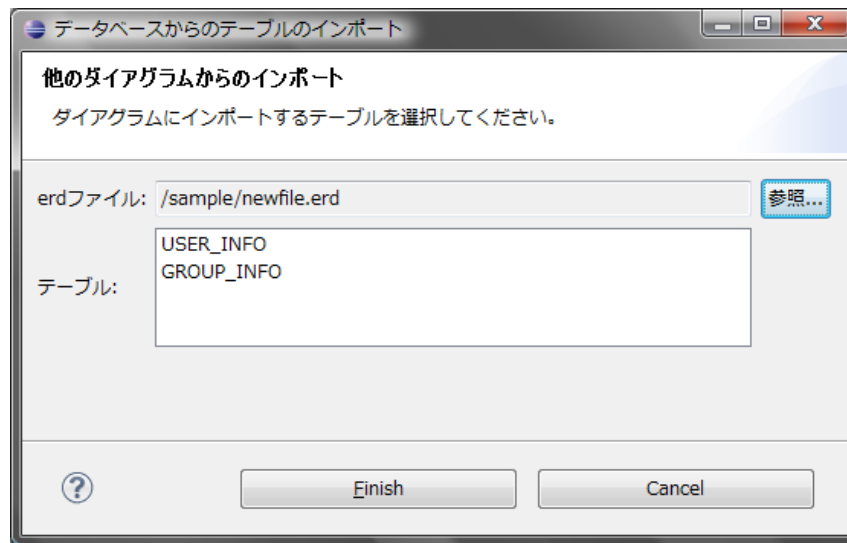 データベースからのテーブルのインポート
他のダイアグラムからのインポート
ダイアグラムにインポートするテーブルを選択してください。
erdファイル: /sample/newfile.erd 参照...
USER_INFO
GROUP_INFO
テーブル:
? Finish Cancel